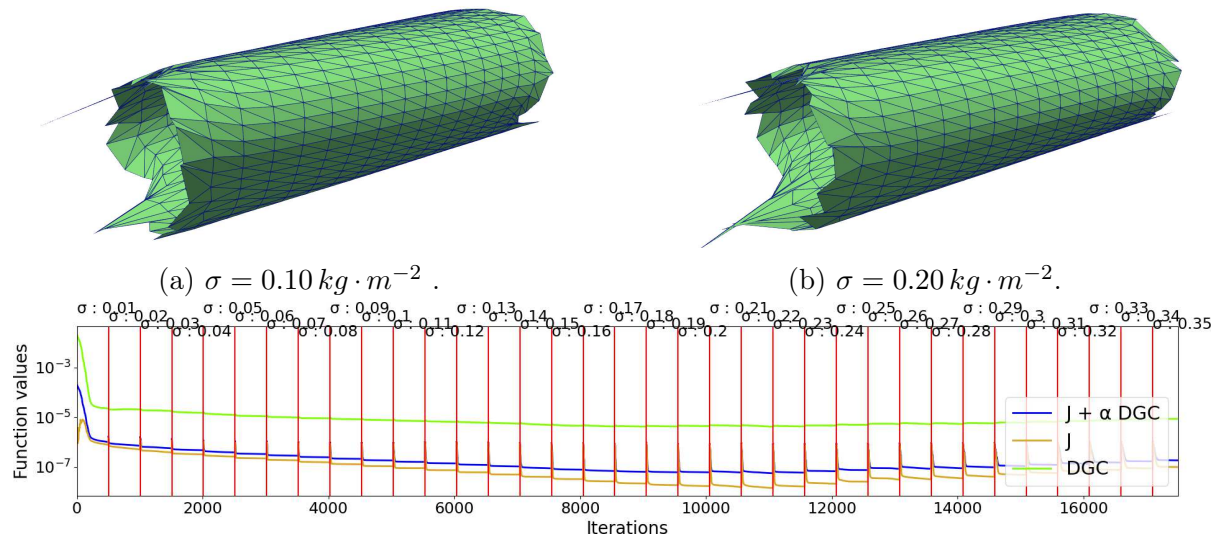 (a) σ = 0.10 kg · m⁻² .
(b) σ = 0.20 kg · m⁻².
σ : 0.01 σ : 0.05 σ : 0.09 σ : 0.13 σ : 0.17 σ : 0.21 σ : 0.25 σ : 0.29 σ : 0.33
σ : 0.02 σ : 0.06 σ : 0.1 σ : 0.14 σ : 0.18 σ : 0.22 σ : 0.26 σ : 0.3 σ : 0.34
σ : 0.03 σ : 0.07 σ : 0.11 σ : 0.15 σ : 0.19 σ : 0.23 σ : 0.27 σ : 0.31 σ : 0.35
σ : 0.04 σ : 0.08 σ : 0.12 σ : 0.16 σ : 0.2 σ : 0.24 σ : 0.28 σ : 0.32
Function values
10⁻³
10⁻⁵
10⁻⁷
J + α DGC
J
DGC
0 2000 4000 6000 8000 10000 12000 14000 16000
Iterations